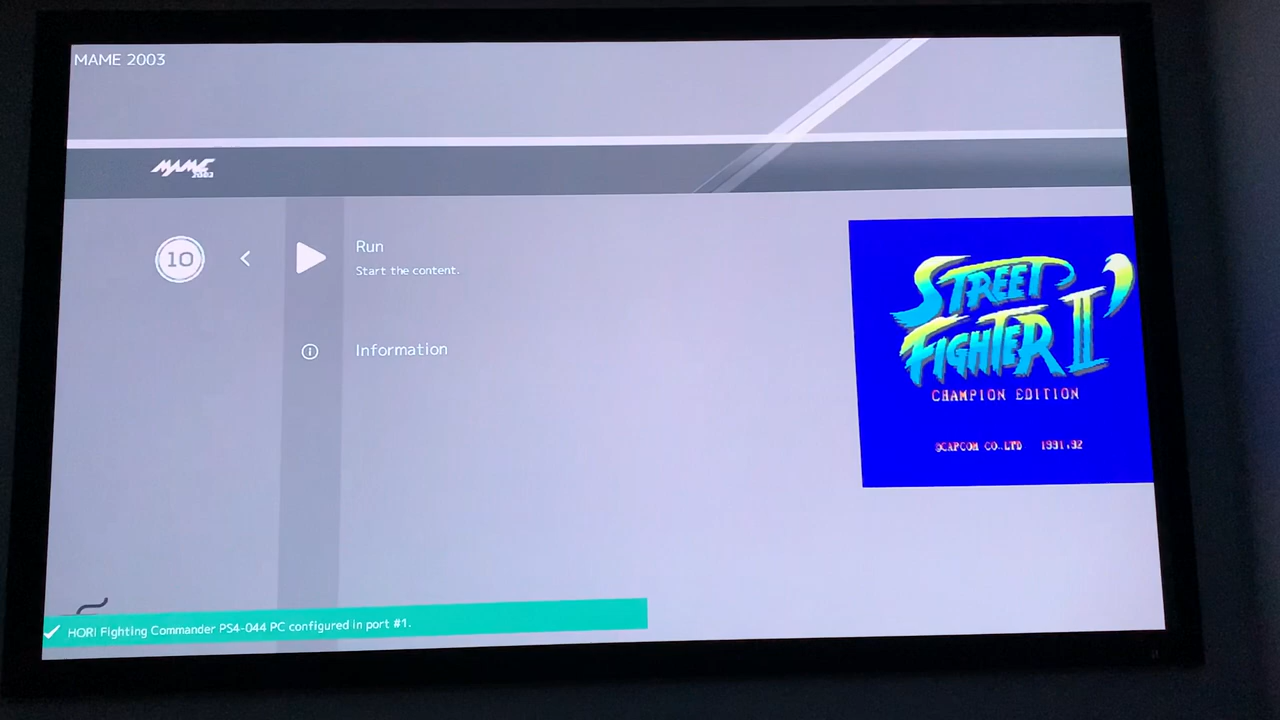 MAME 2003
MAME
2003
10
Run
Start the content.
Information
STREET
FIGHTER II'
CHAMPION EDITION
©CAPCOM CO.,LTD 1991,92
HORI Fighting Commander PS4-044 PC configured in port #1.